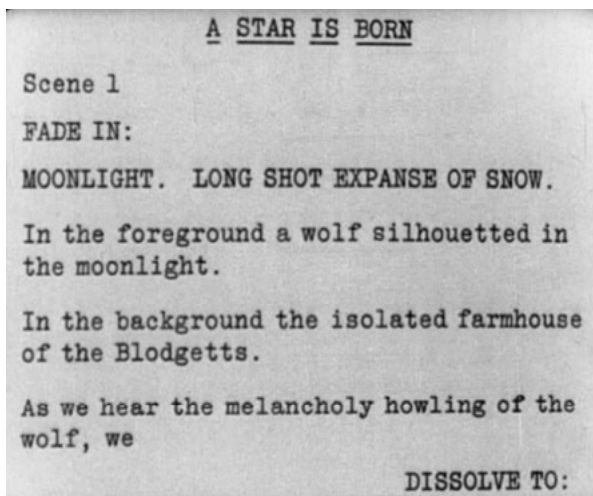 A STAR IS BORN
Scene 1
FADE IN:
MOONLIGHT. LONG SHOT EXPANSE OF SNOW.
In the foreground a wolf silhouetted in
the moonlight.
In the background the isolated farmhouse
of the Blodgetts.
As we hear the melancholy howling of the
wolf, we
DISSOLVE TO: